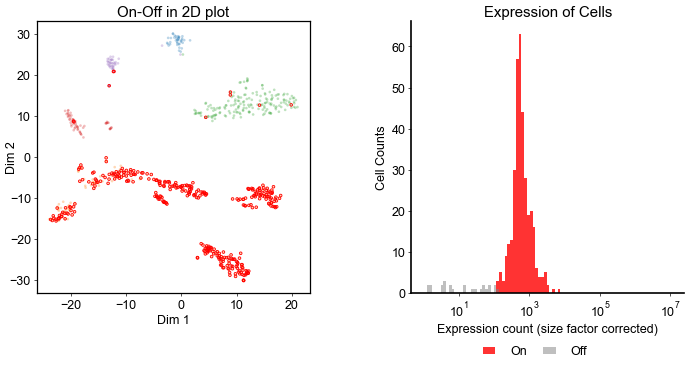 On-Off in 2D plot
Dim 2
30
20
10
0
−10
−20
−30
−20
−10
0
10
20
Dim 1
Expression of Cells
Cell Counts
60
50
40
30
20
10
0
10^1
10^3
10^5
10^7
Expression count (size factor corrected)
On
Off